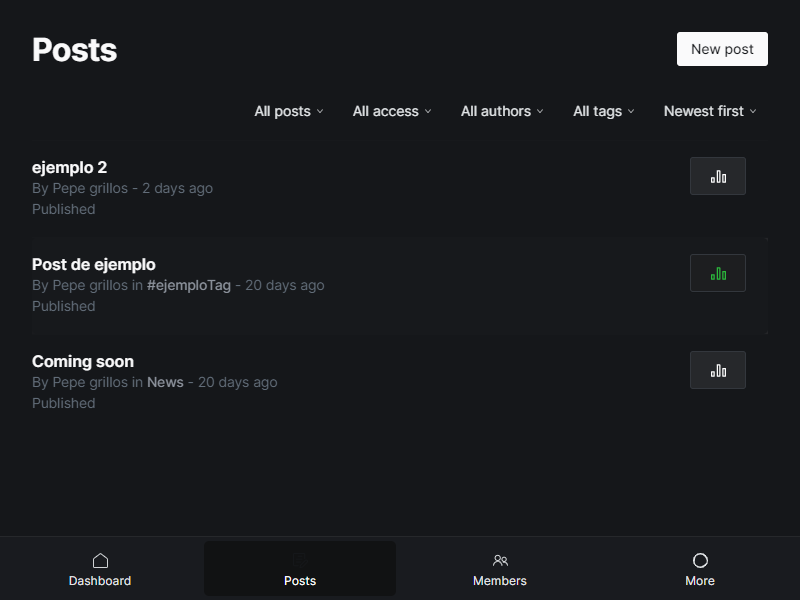 Posts
New post
All posts
All access
All authors
All tags
Newest first
ejemplo 2
By Pepe grillos - 2 days ago
Published
Post de ejemplo
By Pepe grillos in #ejemploTag - 20 days ago
Published
Coming soon
By Pepe grillos in News - 20 days ago
Published
Dashboard
Posts
Members
More